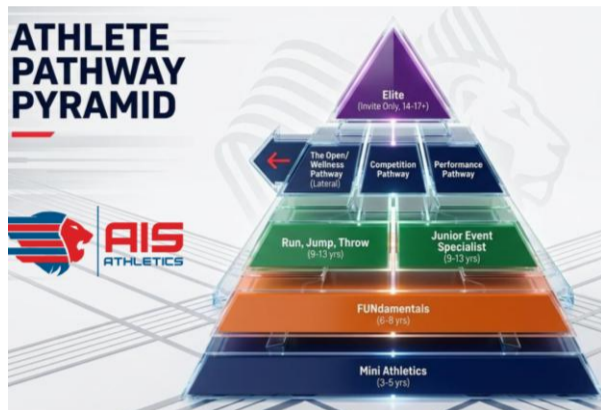 ATHLETE
PATHWAY
PYRAMID
Elite
(Invite Only, 14-17+)
The Open/
Wellness
Pathway
(Lateral)
Competition
Pathway
Performance
Pathway
Run, Jump, Throw
(9-13 yrs)
Junior Event
Specialist
(9-13 yrs)
AIS
ATHLETICS
FUNdamentals
(6-8 yrs)
Mini Athletics
(3-5 yrs)